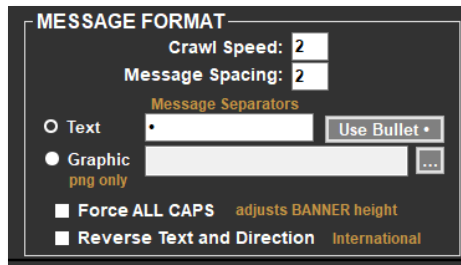 MESSAGE FORMAT
Crawl Speed: 2
Message Spacing: 2
Message Separators
Text • Use Bullet •
Graphic ...
png only
Force ALL CAPS adjusts BANNER height
Reverse Text and Direction International